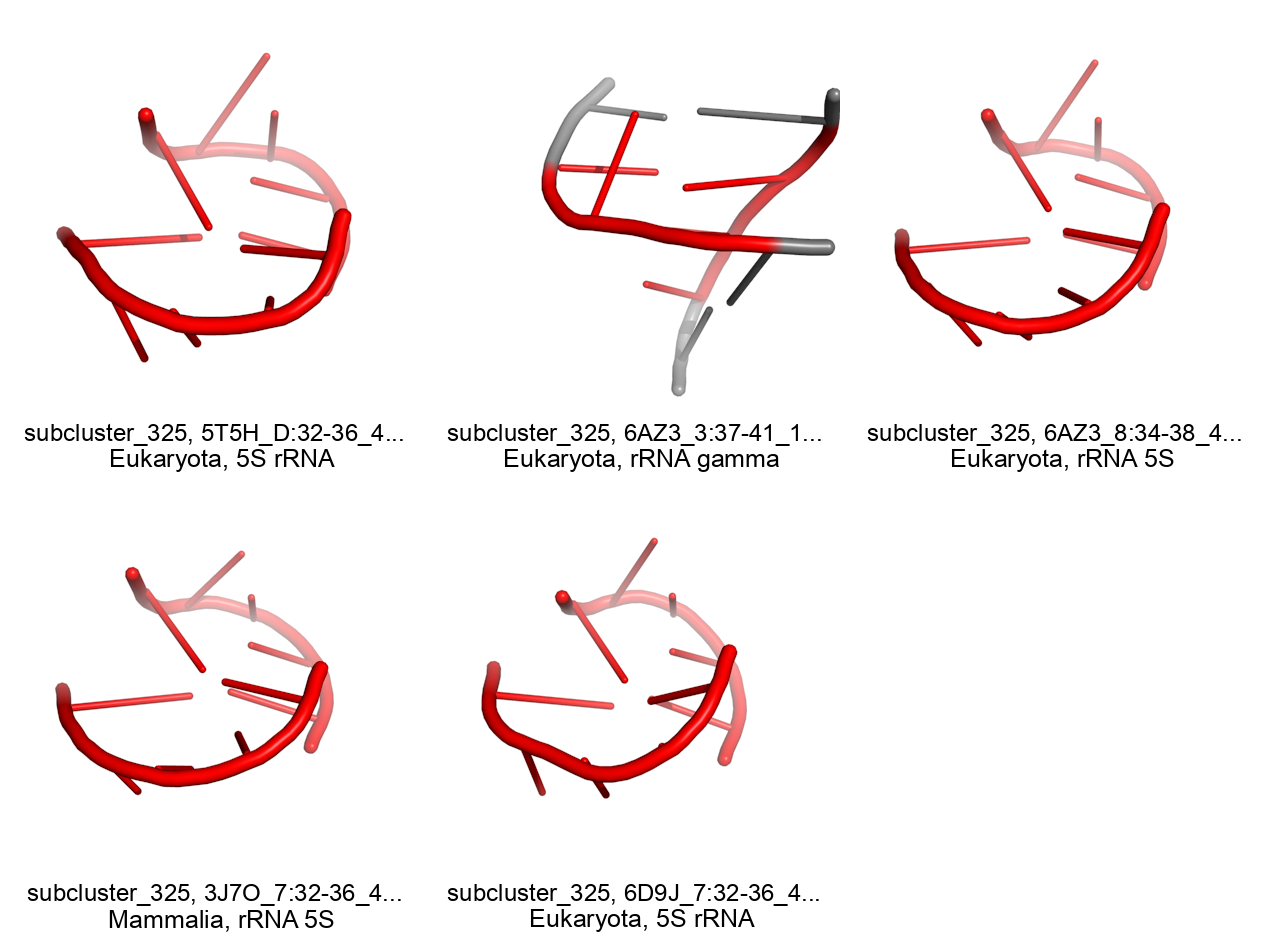 subcluster_325, 5T5H_D:32-36_4...
Eukaryota, 5S rRNA
subcluster_325, 6AZ3_3:37-41_1...
Eukaryota, rRNA gamma
subcluster_325, 6AZ3_8:34-38_4...
Eukaryota, rRNA 5S
subcluster_325, 3J7O_7:32-36_4...
Mammalia, rRNA 5S
subcluster_325, 6D9J_7:32-36_4...
Eukaryota, 5S rRNA